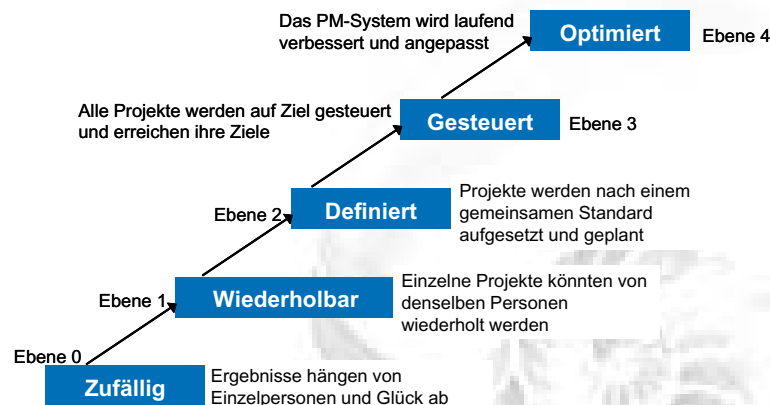 Das PM-System wird laufend
verbessert und angepasst
Optimiert
Ebene 4
Alle Projekte werden auf Ziel gesteuert
und erreichen ihre Ziele
Gesteuert
Ebene 3
Ebene 2
Definiert
Projekte werden nach einem
gemeinsamen Standard
aufgesetzt und geplant
Ebene 1
Wiederholbar
Einzelne Projekte könnten von
denselben Personen
wiederholt werden
Ebene 0
Zufällig
Ergebnisse hängen von
Einzelpersonen und Glück ab